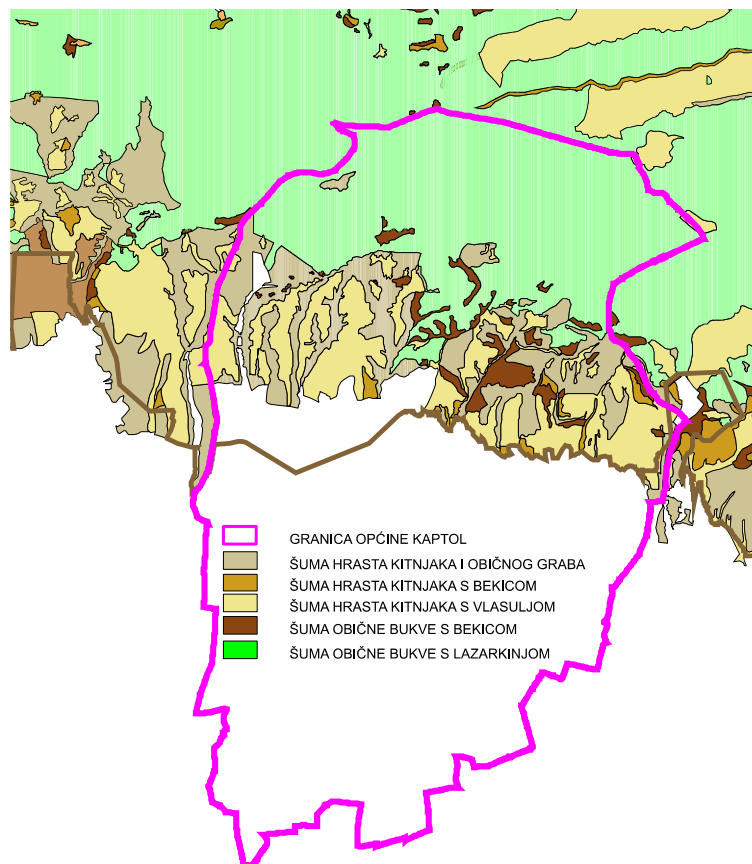 GRANICA OPĆINE KAPTOL
ŠUMA HRASTA KITNJAKA I OBIČNOG GRABA
ŠUMA HRASTA KITNJAKA S BEKICOM
ŠUMA HRASTA KITNJAKA S VLASULJOM
ŠUMA OBIČNE BUKVE S BEKICOM
ŠUMA OBIČNE BUKVE S LAZARKINJOM